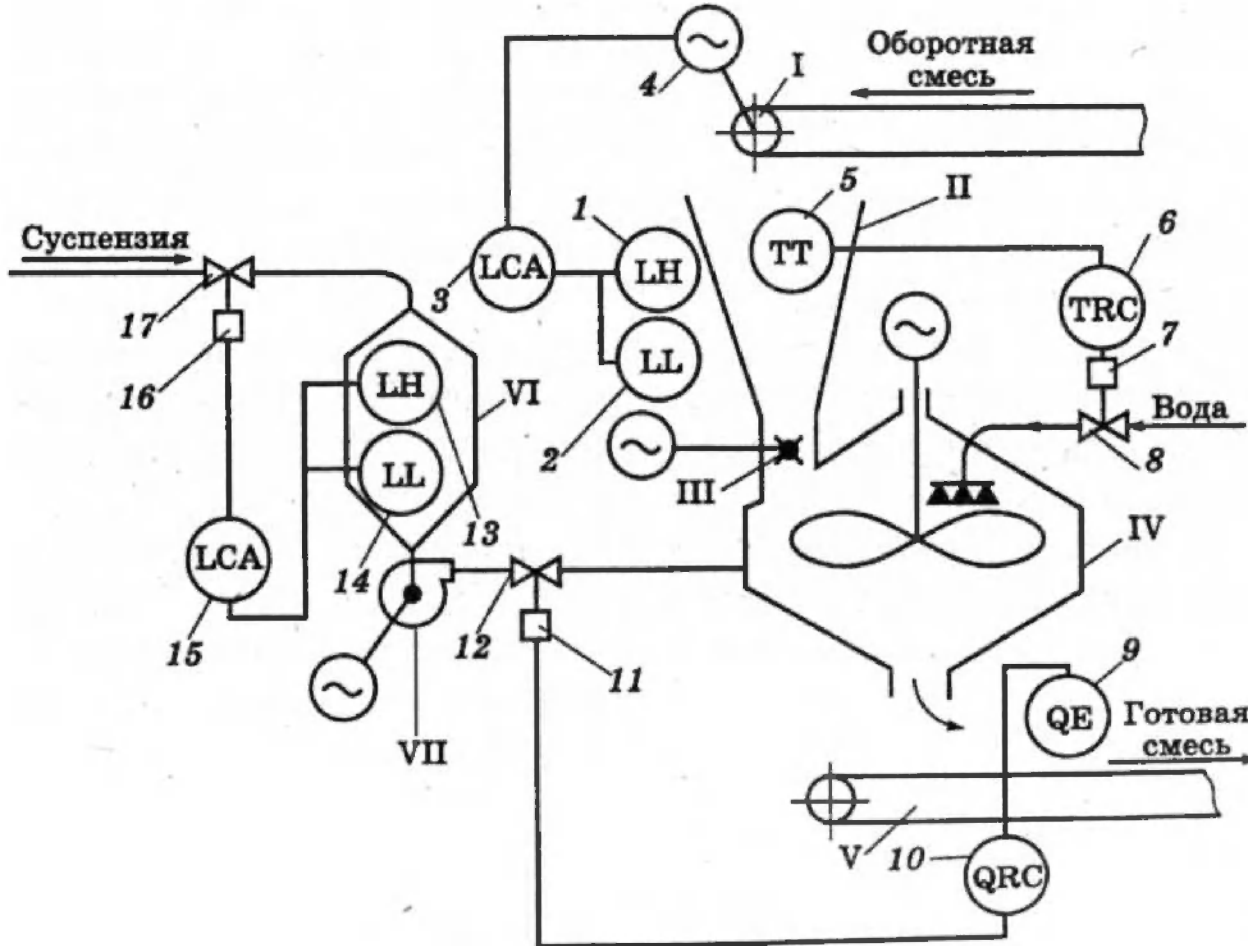 Оборотная
смесь
I
4
5
II
1
6
Суспензия
TT
LCA
LH
3
TRC
17
7
LL
16
LH
VI
Вода
2
III
8
LL
13
IV
LCA
14
15
12
11
9
QE
Готовая
смесь
VII
V
10
QRC